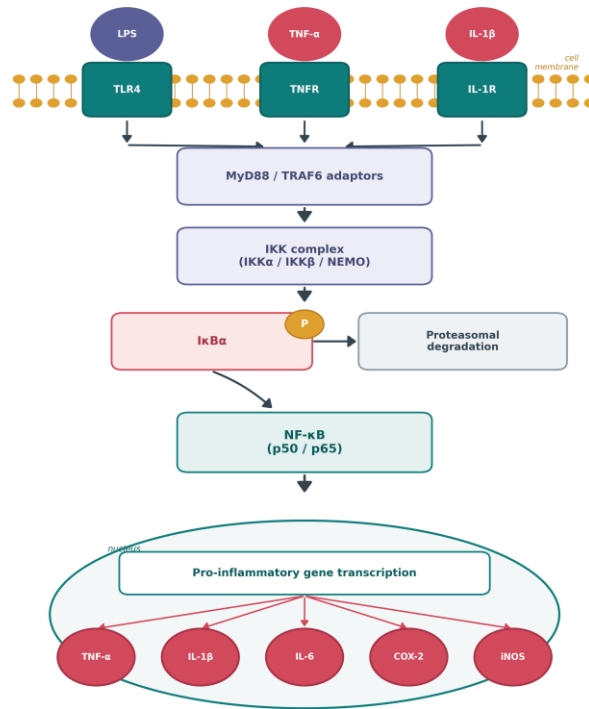 LPS
TNF-α
IL-1β
cell
membrane
TLR4
TNFR
IL-1R
MyD88 / TRAF6 adaptors
IKK complex
(IKKα / IKKβ / NEMO)
P
IκBα
Proteasomal
degradation
NF-κB
(p50 / p65)
nucleus
Pro-inflammatory gene transcription
TNF-α
IL-1β
IL-6
COX-2
iNOS